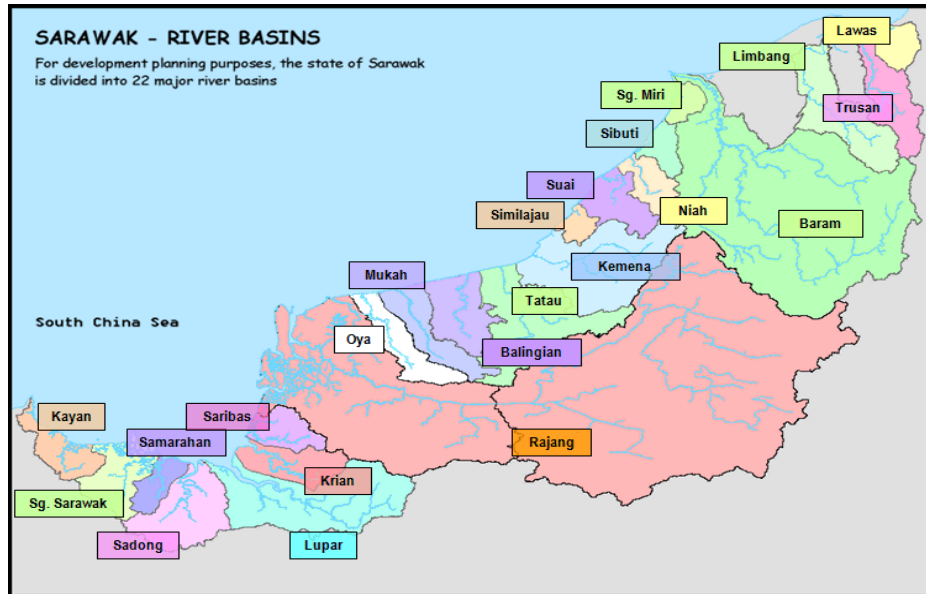 SARAWAK - RIVER BASINS
For development planning purposes, the state of Sarawak
is divided into 22 major river basins
Lawas
Limbang
Sg. Miri
Trusan
Sibuti
Suai
Similajau
Niah
Baram
Mukah
Kemena
Tatau
South China Sea
Oya
Balingian
Kayan
Saribas
Samarahan
Rajang
Krian
Sg. Sarawak
Sadong
Lupar